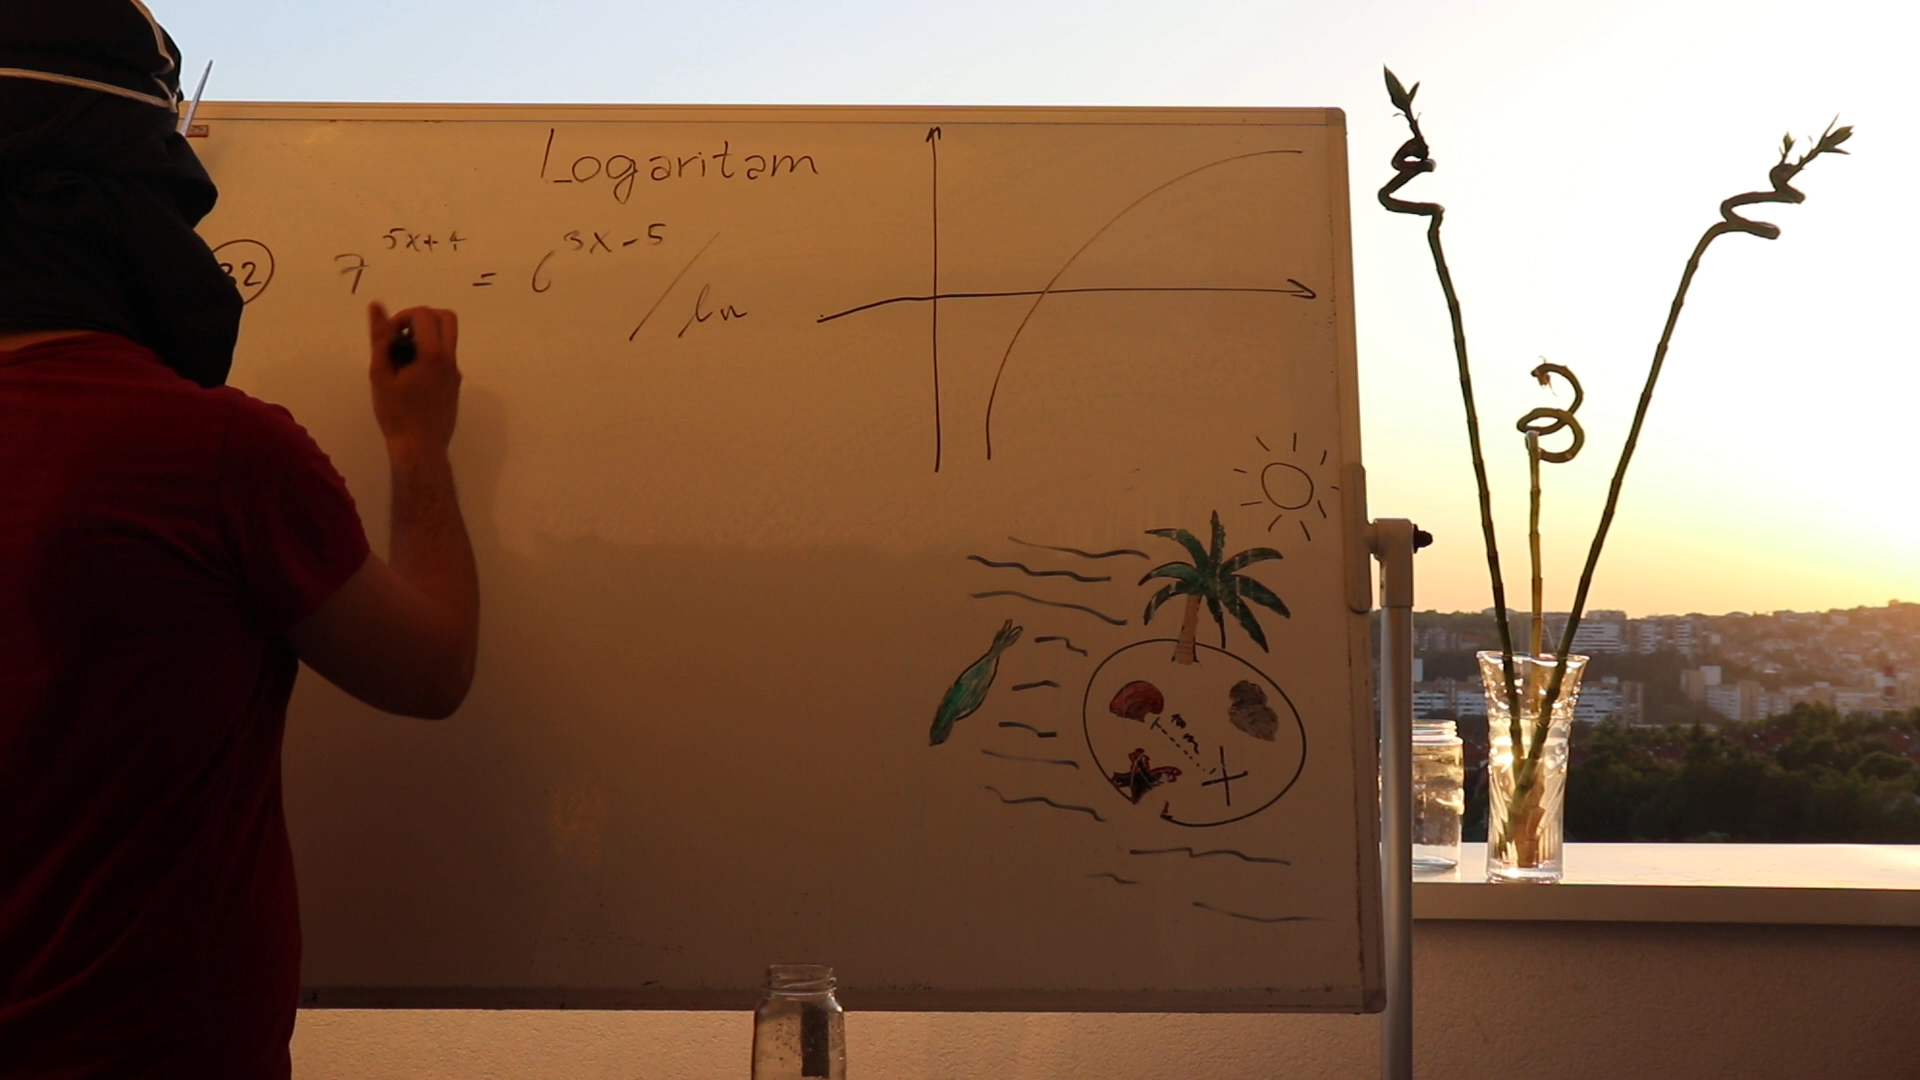 Logaritam
32 7^{5x+4} = 6^{3x-5} / ln
m m